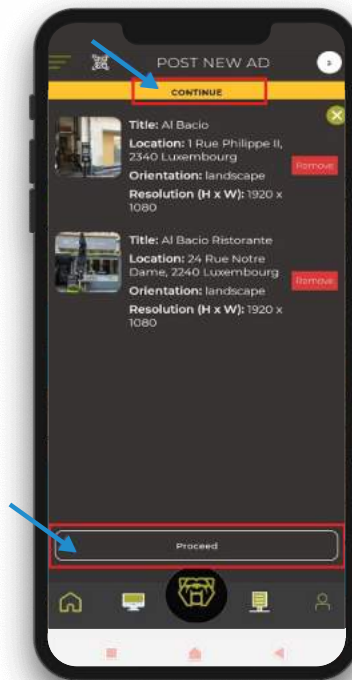 POST NEW AD
CONTINUE
Title: Al Bacio
Location: 1 Rue Philippe II,
2340 Luxembourg
Orientation: landscape
Resolution (H x W): 1920 x
1080
Remove
Title: Al Bacio Ristorante
Location: 24 Rue Notre
Dame, 2240 Luxembourg
Orientation: landscape
Resolution (H x W): 1920 x
1080
Remove
Proceed